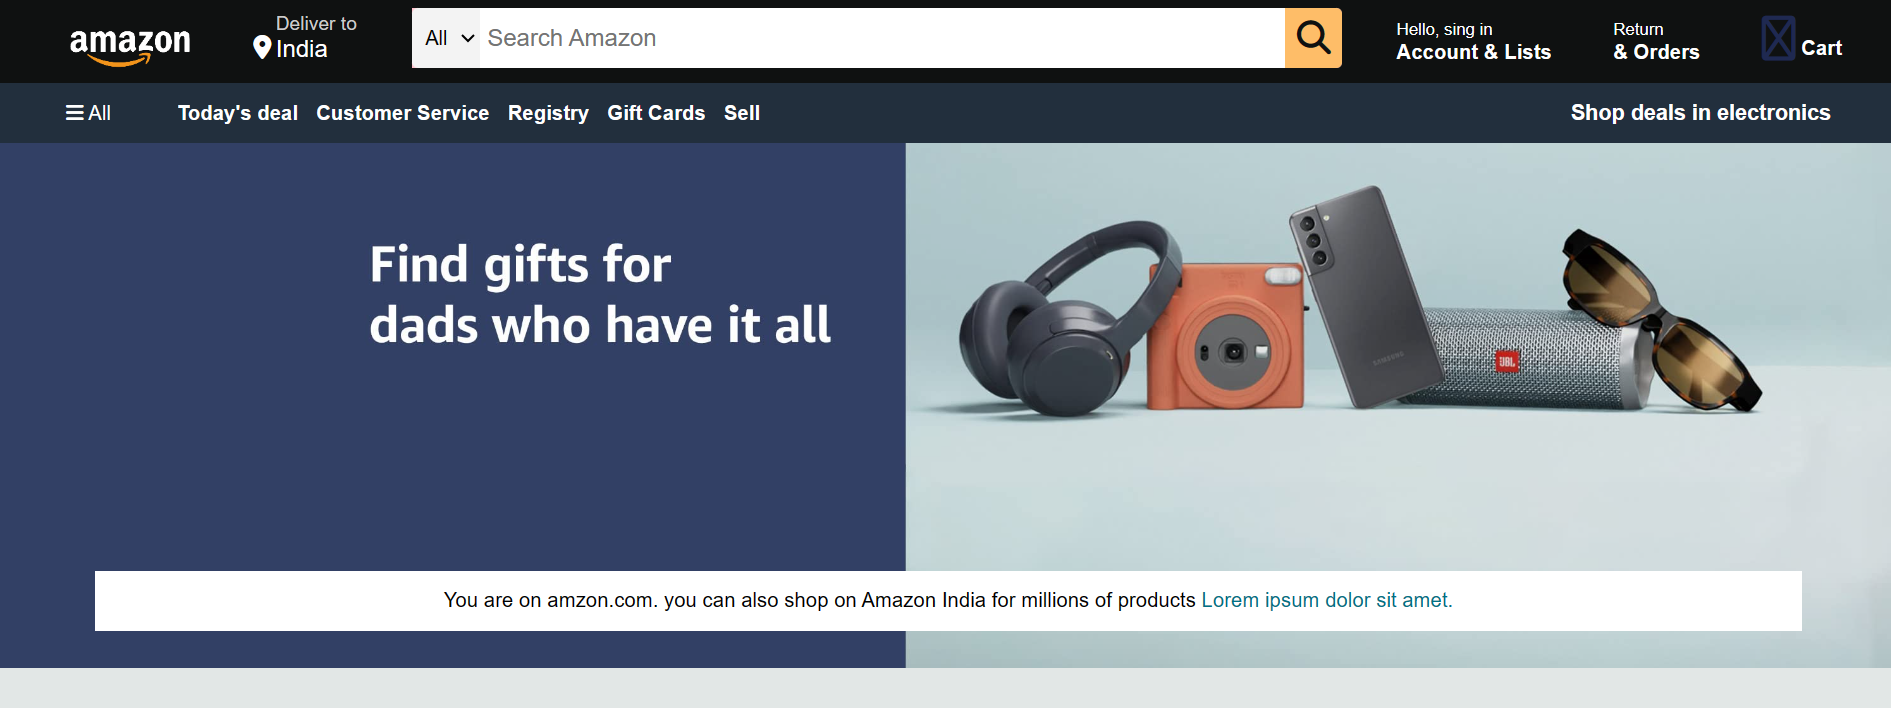 amazon
Deliver to
India
All
Search Amazon
Hello, sing in
Account & Lists
Return
& Orders
Cart
All
Today's deal
Customer Service
Registry
Gift Cards
Sell
Shop deals in electronics
Find gifts for
dads who have it all
SAMSUNG
JBL
You are on amzon.com. you can also shop on Amazon India for millions of products Lorem ipsum dolor sit amet.